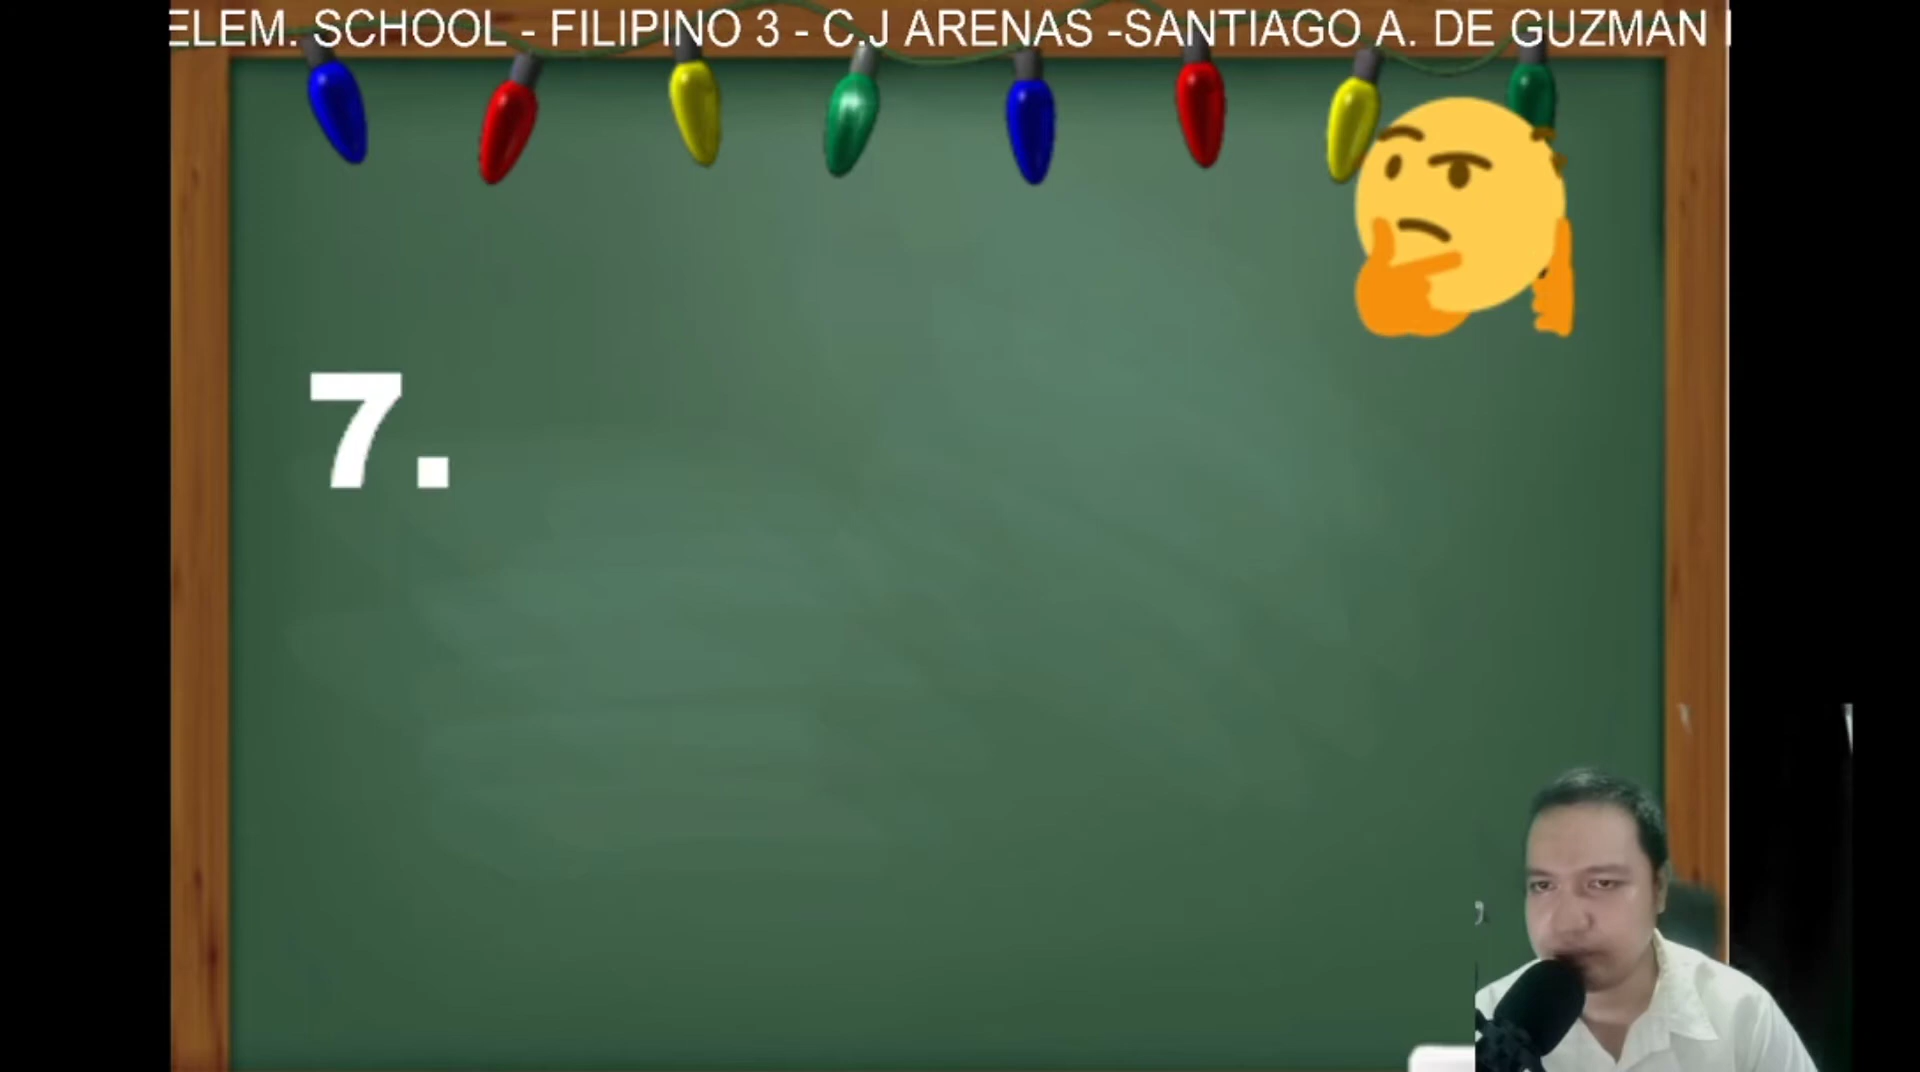 ELEM. SCHOOL - FILIPINO 3 - C.J ARENAS -SANTIAGO A. DE GUZMAN
7.